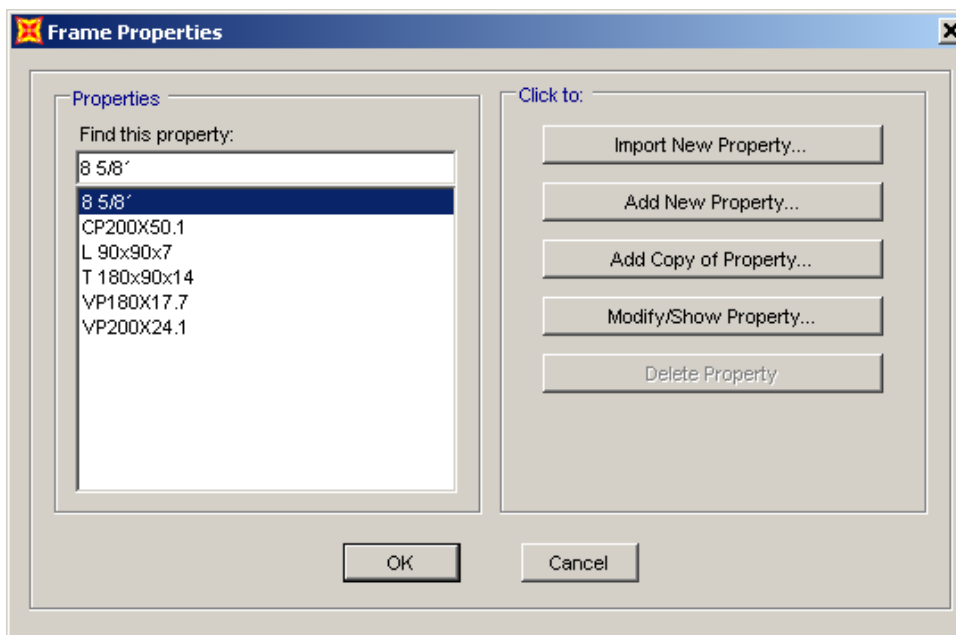 Frame Properties
Properties
Find this property:
8 5/8´
8 5/8´
CP200X50.1
L 90x90x7
T 180x90x14
VP180X17.7
VP200X24.1
Click to:
Import New Property...
Add New Property...
Add Copy of Property...
Modify/Show Property...
Delete Property
OK
Cancel